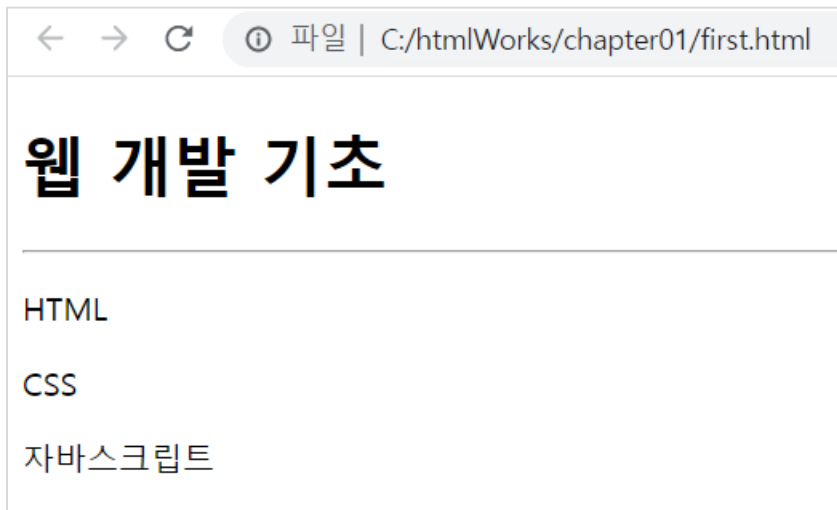 파일 | C:/htmlWorks/chapter01/first.html
웹 개발 기초
HTML
CSS
자바스크립트